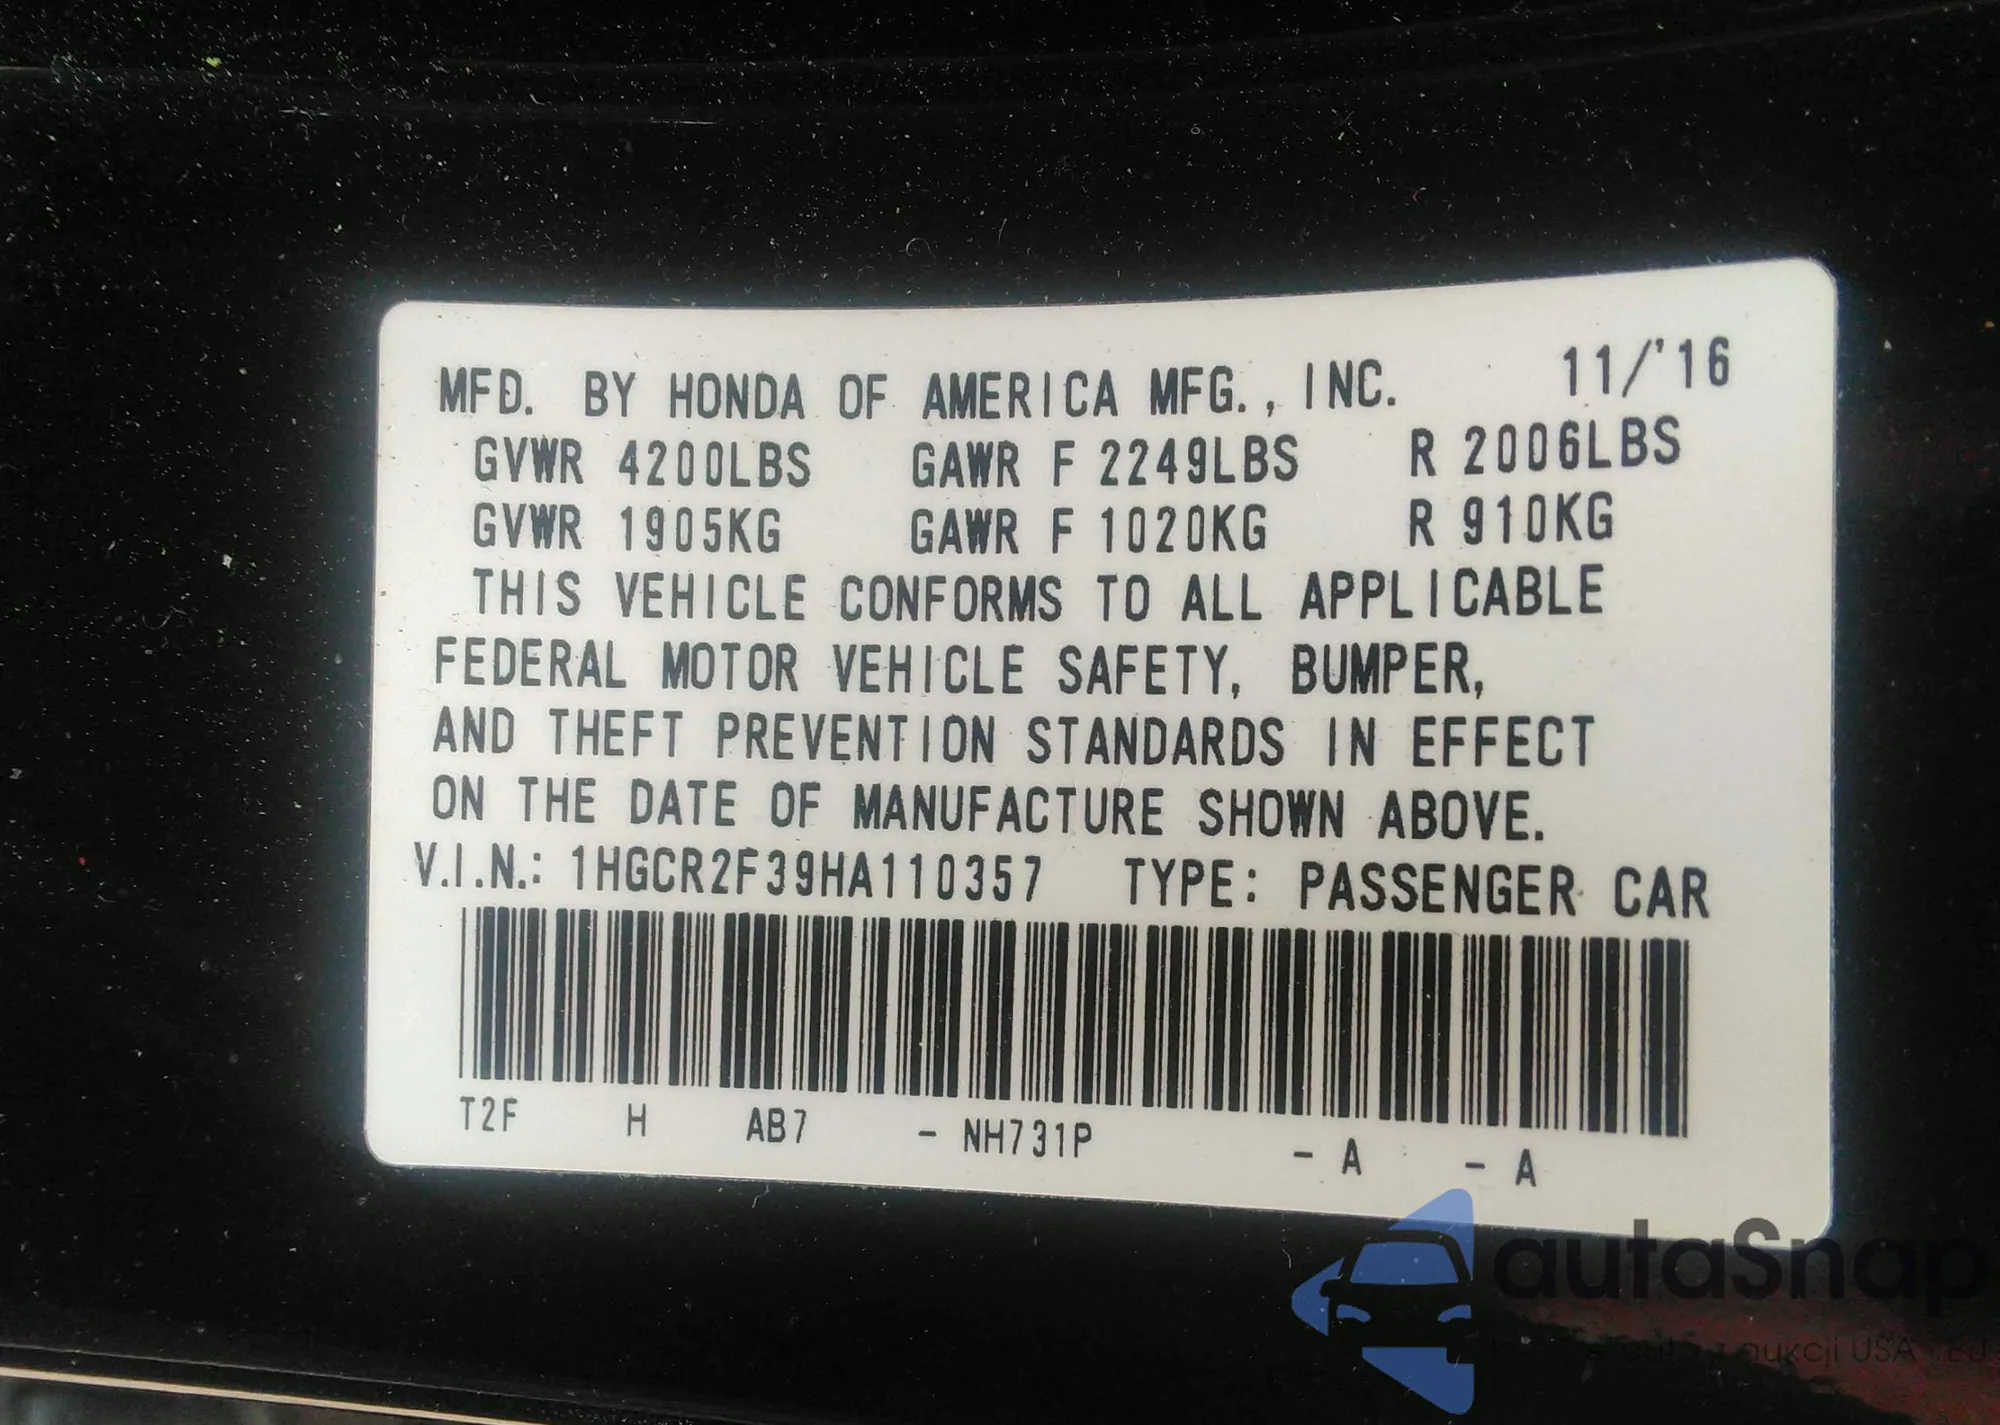 MFD. BY HONDA OF AMERICA MFG., INC. 11/'16
GVWR 4200LBS GAWR F 2249LBS R 2006LBS
GVWR 1905KG GAWR F 1020KG R 910KG
THIS VEHICLE CONFORMS TO ALL APPLICABLE
FEDERAL MOTOR VEHICLE SAFETY, BUMPER,
AND THEFT PREVENTION STANDARDS IN EFFECT
ON THE DATE OF MANUFACTURE SHOWN ABOVE.
V.I.N.: 1HGCR2F39HA110357 TYPE: PASSENGER CAR
T2F H AB7 - NH731P - A - A
autaSnap
aukcji USA